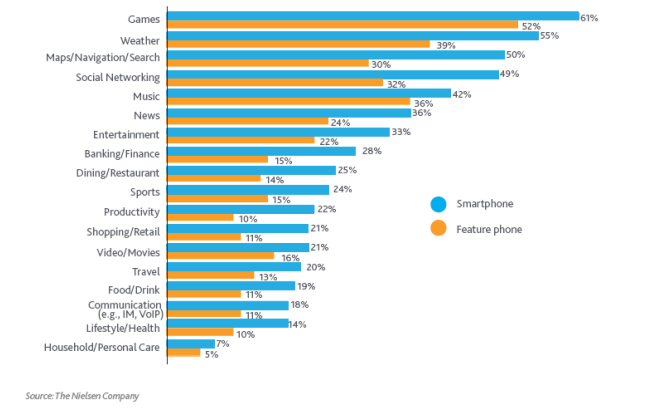 Games 61%
52%
Weather 55%
39%
Maps/Navigation/Search 50%
30%
Social Networking 49%
32%
Music 42%
36%
News 36%
24%
Entertainment 33%
22%
Banking/Finance 28%
15%
Dining/Restaurant 25%
14%
Sports 24%
15%
Productivity 22%
10%
Shopping/Retail 21%
11%
Video/Movies 21%
16%
Travel 20%
13%
Food/Drink 19%
11%
Communication 18%
(e.g., IM, VoIP) 11%
Lifestyle/Health 14%
10%
Household/Personal Care 7%
5%
Smartphone
Feature phone
Source: The Nielsen Company